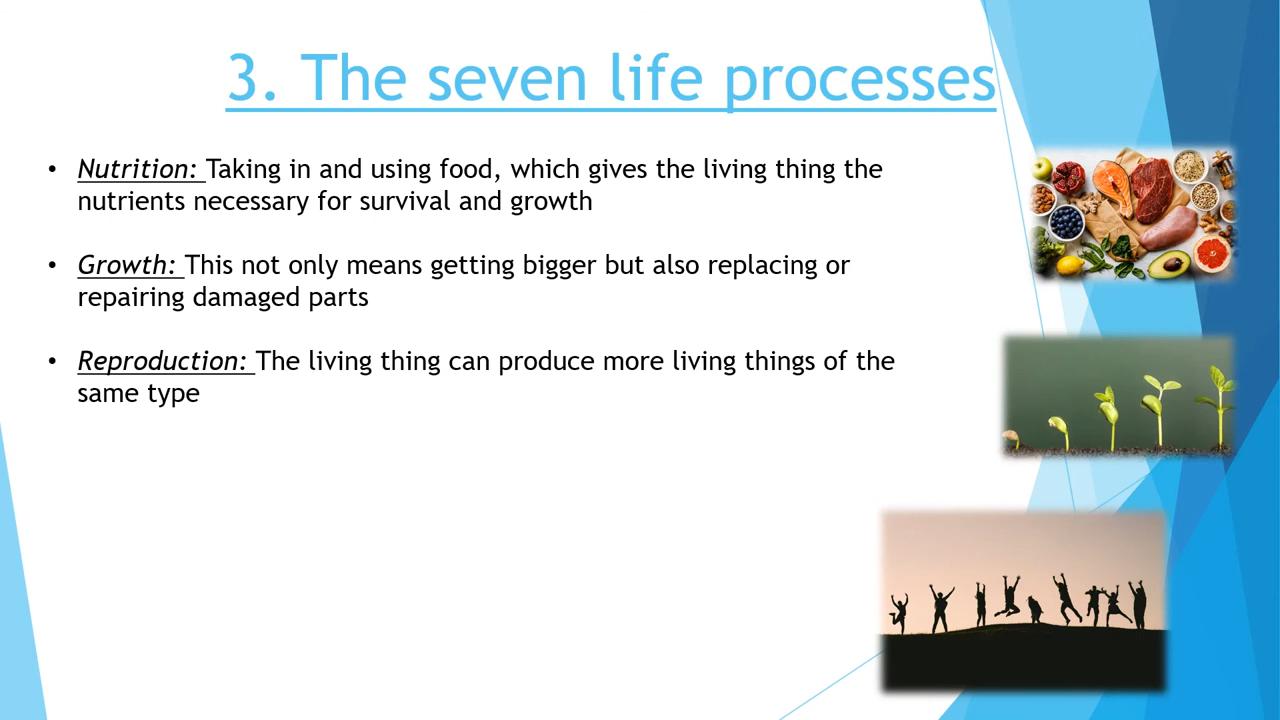 3. The seven life processes
• Nutrition: Taking in and using food, which gives the living thing the
nutrients necessary for survival and growth
• Growth: This not only means getting bigger but also replacing or
repairing damaged parts
• Reproduction: The living thing can produce more living things of the
same type